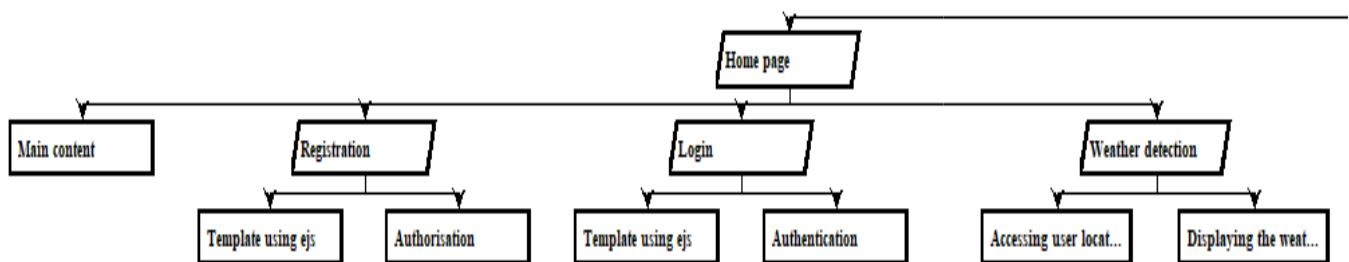 Home page
Main content
Registration
Login
Weather detection
Template using ejs
Authorisation
Template using ejs
Authentication
Accessing user locat...
Displaying the weat...